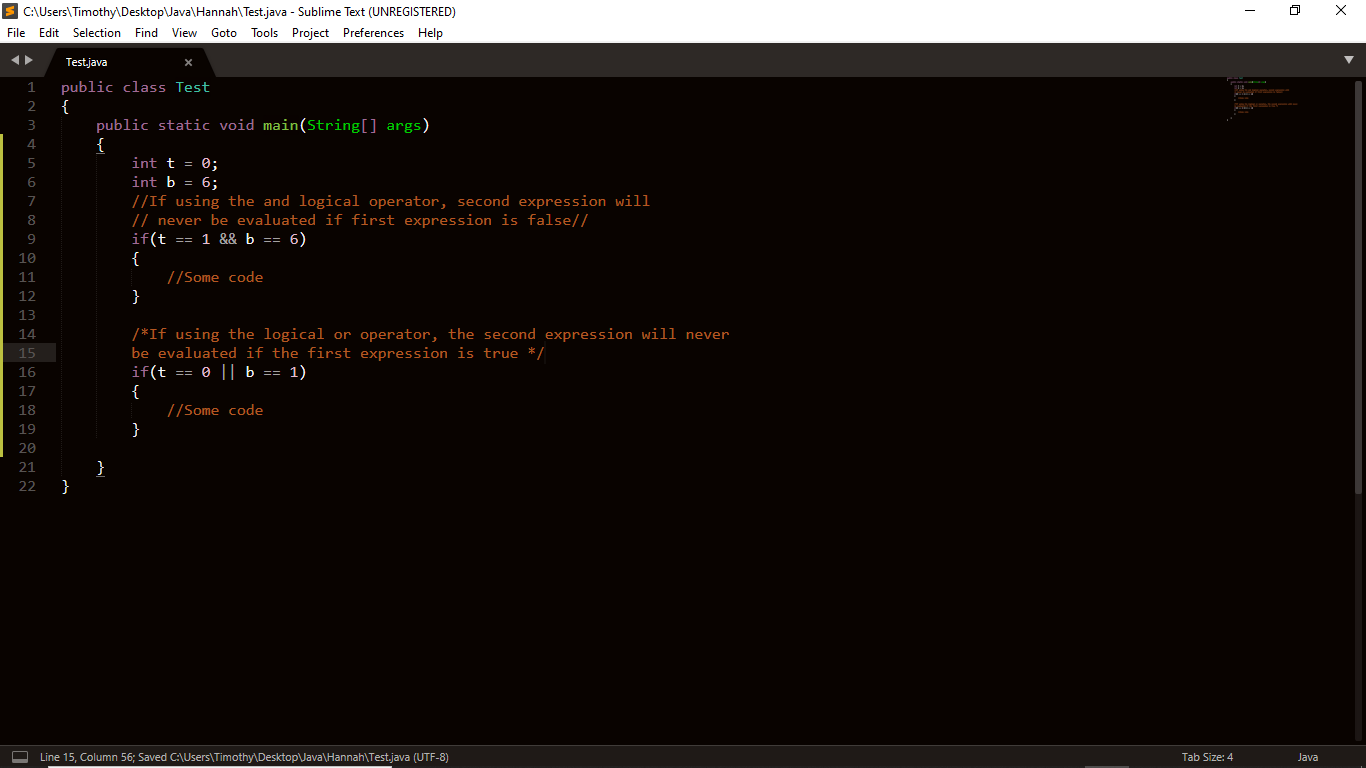 C:\Users\Timothy\Desktop\Java\Hannah\Test.java - Sublime Text (UNREGISTERED)
File Edit Selection Find View Goto Tools Project Preferences Help
Test.java
1 public class Test
2 {
3     public static void main(String[] args)
4     {
5         int t = 0;
6         int b = 6;
7         //If using the and logical operator, second expression will
8         // never be evaluated if first expression is false//
9         if(t == 1 && b == 6)
10         {
11             //Some code
12         }
13
14         /*If using the logical or operator, the second expression will never
15         be evaluated if the first expression is true */
16         if(t == 0 || b == 1)
17         {
18             //Some code
19         }
20
21     }
22 }
Line 15, Column 56; Saved C:\Users\Timothy\Desktop\Java\Hannah\Test.java (UTF-8) Tab Size: 4 Java